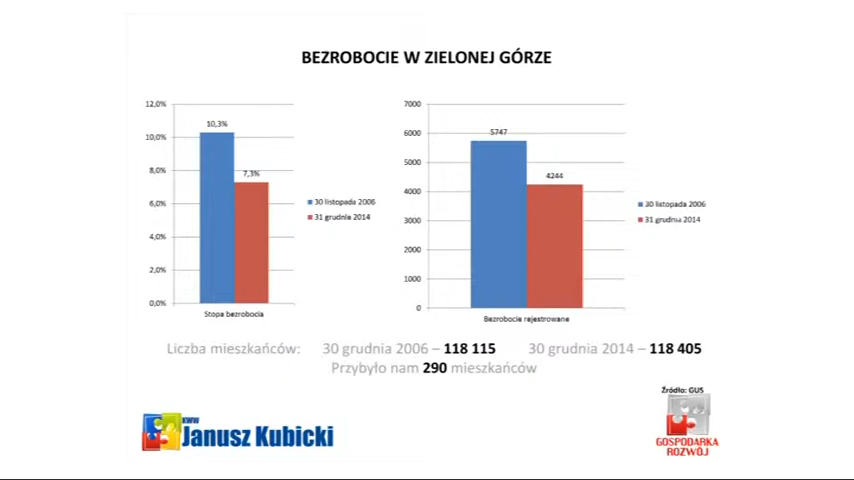 BEZROBOCIE W ZIELONEJ GÓRZE
12,0%
10,0%
8,0%
6,0%
4,0%
2,0%
0,0%
10,3%
7,3%
Stopa bezrobocia
30 listopada 2006
31 grudnia 2014
7000
6000
5000
4000
3000
2000
1000
0
5747
4244
Bezrobocie rejestrowane
30 listopada 2006
31 grudnia 2014
Liczba mieszkańców: 30 grudnia 2006 – 118 115 30 grudnia 2014 – 118 405
Przybyło nam 290 mieszkańców
Źródło: GUS
KWW
Janusz Kubicki
GOSPODARKA
ROZWÓJ